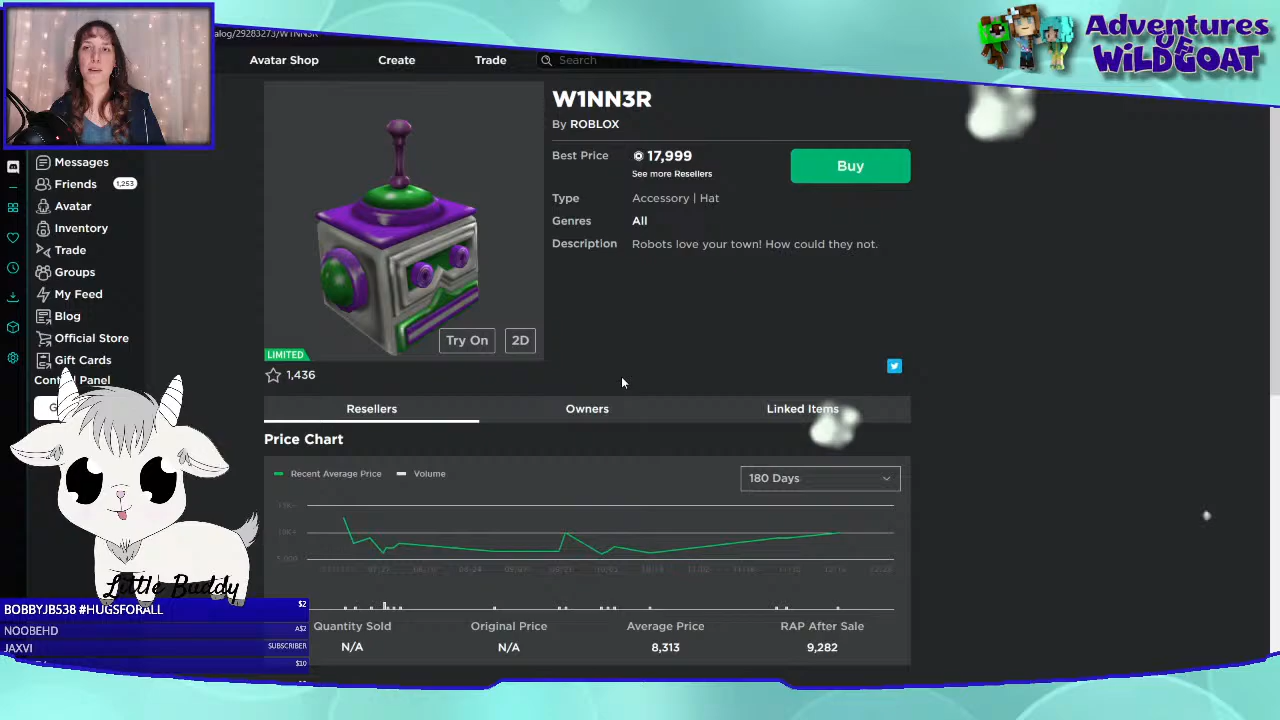 alog/29283273/W1NN3R
Adventures
OF
WiLDGOAT
Avatar Shop
Create
Trade
Search
W1NN3R
By ROBLOX
Best Price
17,999
See more Resellers
Buy
Type
Accessory | Hat
Genres
All
Description
Robots love your town! How could they not.
Messages
Friends
1,253
Avatar
Inventory
Trade
Groups
My Feed
Blog
Official Store
Gift Cards
Try On
2D
LIMITED
1,436
Resellers
Owners
Linked Items
Price Chart
Recent Average Price
Volume
180 Days
Little Buddy
BOBBYJB538 #HUGSFORALL
$2
NOOBEHD
A$2
JAXVI
SUBSCRIBER
$10
Quantity Sold
Original Price
Average Price
RAP After Sale
N/A
N/A
8,313
9,282